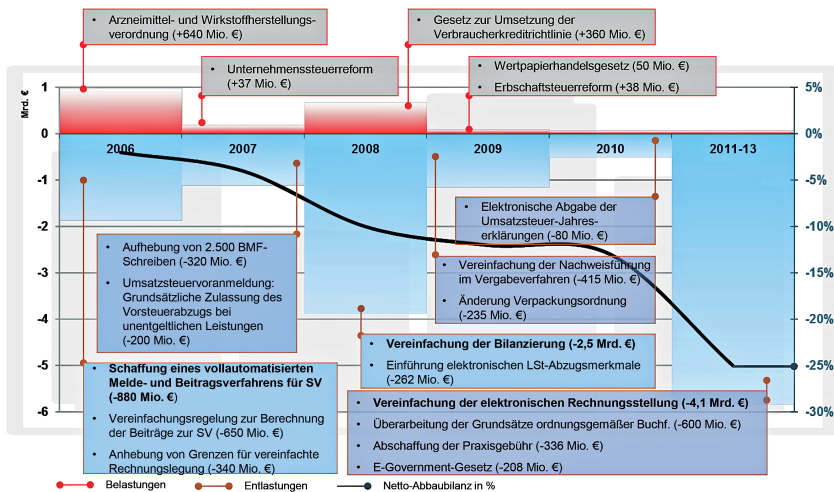 Arzneimittel- und Wirkstoffherstellungs-
verordnung (+640 Mio. €)
Gesetz zur Umsetzung der
Verbraucherkreditrichtlinie +360 Mio. €)
Unternehmenssteuerreform
(+37 Mio. €)
Wertpapierhandelsgesetz (50 Mio. €)
Erbschaftsteuerreform +38 Mio. €)
Mrd. €
1
0
-1
-2
-3
-4
-5
-6
5%
0%
-5%
-10%
-15%
-20%
-25%
-30%
2006
2007
2008
2009
2010
2011-13
Elektronische Abgabe der
Umsatzsteuer-Jahres-
erklärungen (-80 Mio. €)
Aufhebung von 2.500 BMF-
Schreiben (-320 Mio. €)
Umsatzsteuervoranmeldung:
Grundsätzliche Zulassung des
Vorsteuerabzugs bei
unentgeltlichen Leistungen
(-200 Mio. €)
Vereinfachung der Nachweisführung
im Vergabeverfahren (-415 Mio. €)
Änderung Verpackungsordnung
(-235 Mio. €)
Vereinfachung der Bilanzierung (-2,5 Mrd. €)
Einführung elektronischen LSt-Abzugsmerkmale
(-262 Mio. €)
Schaffung eines vollautomatisierten
Melde- und Beitragsverfahrens für SV
(-880 Mio. €)
Vereinfachungsregelung zur Berechnung
der Beiträge zur SV (-650 Mio. €)
Anhebung von Grenzen für vereinfachte
Rechnungslegung (-340 Mio. €)
Vereinfachung der elektronischen Rechnungsstellung (-4,1 Mrd. €)
Überarbeitung der Grundsätze ordnungsgemäßer Buchf. (-600 Mio. €)
Abschaffung der Praxisgebühr (-336 Mio. €)
E-Government-Gesetz (-208 Mio. €)
Belastungen
Entlastungen
Netto-Abbaubilanz in %